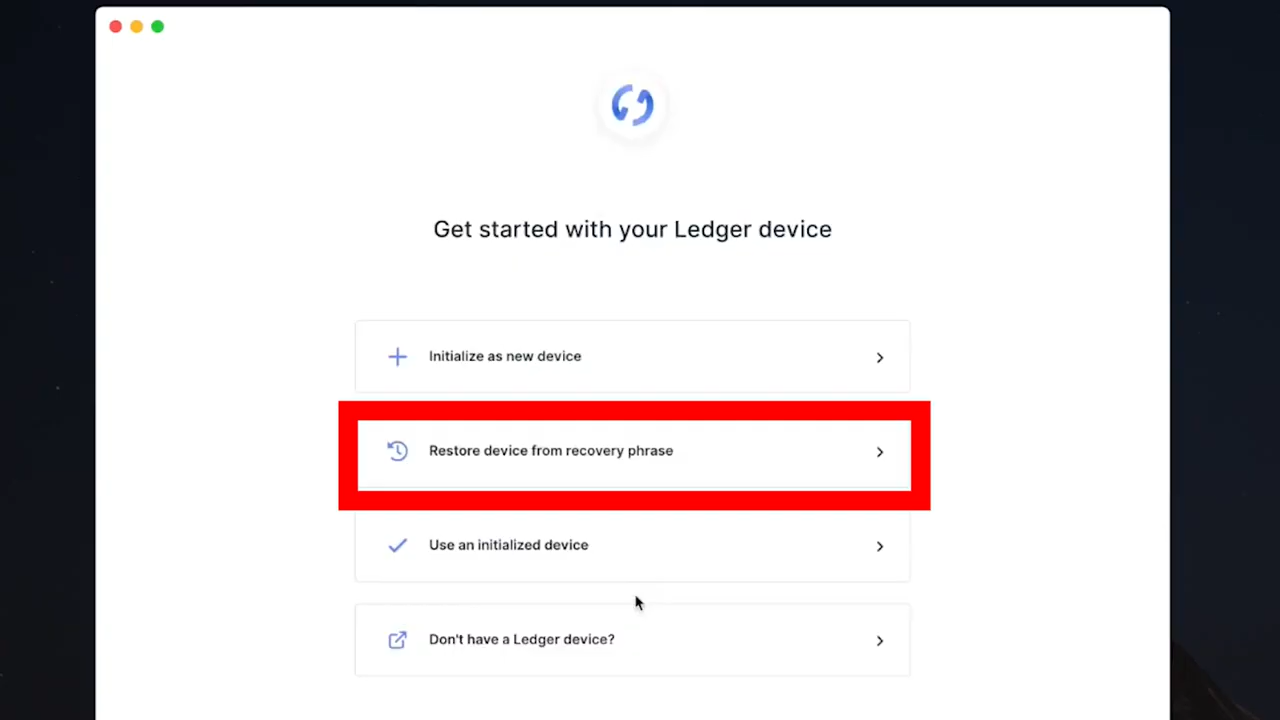 Get started with your Ledger device
Initialize as new device
Restore device from recovery phrase
Use an initialized device
Don't have a Ledger device?